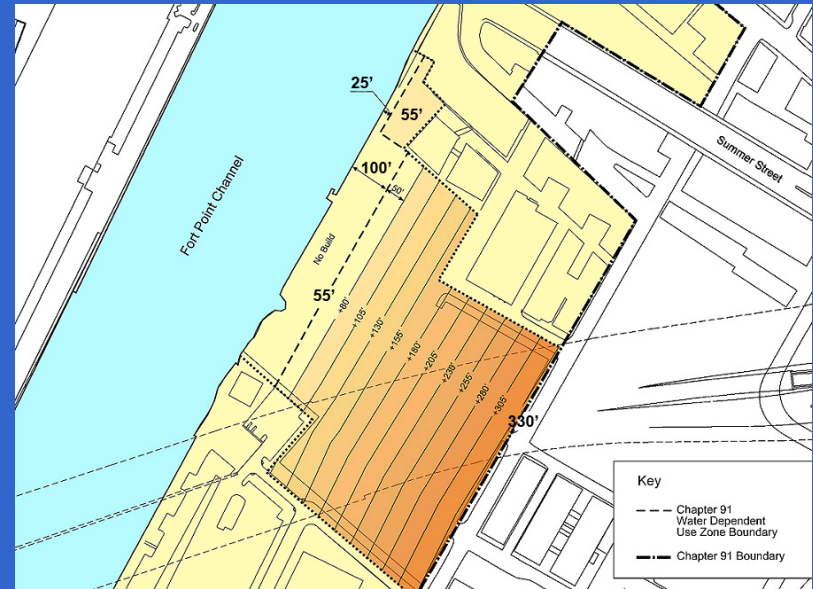 25'
55'
Summer Street
100'
50'
Fort Point Channel
No Build
55'
+80'
+105'
+130'
+155'
+180'
+205'
+230'
+255'
+280'
+305'
330'
Key
Chapter 91
Water Dependent
Use Zone Boundary
Chapter 91 Boundary